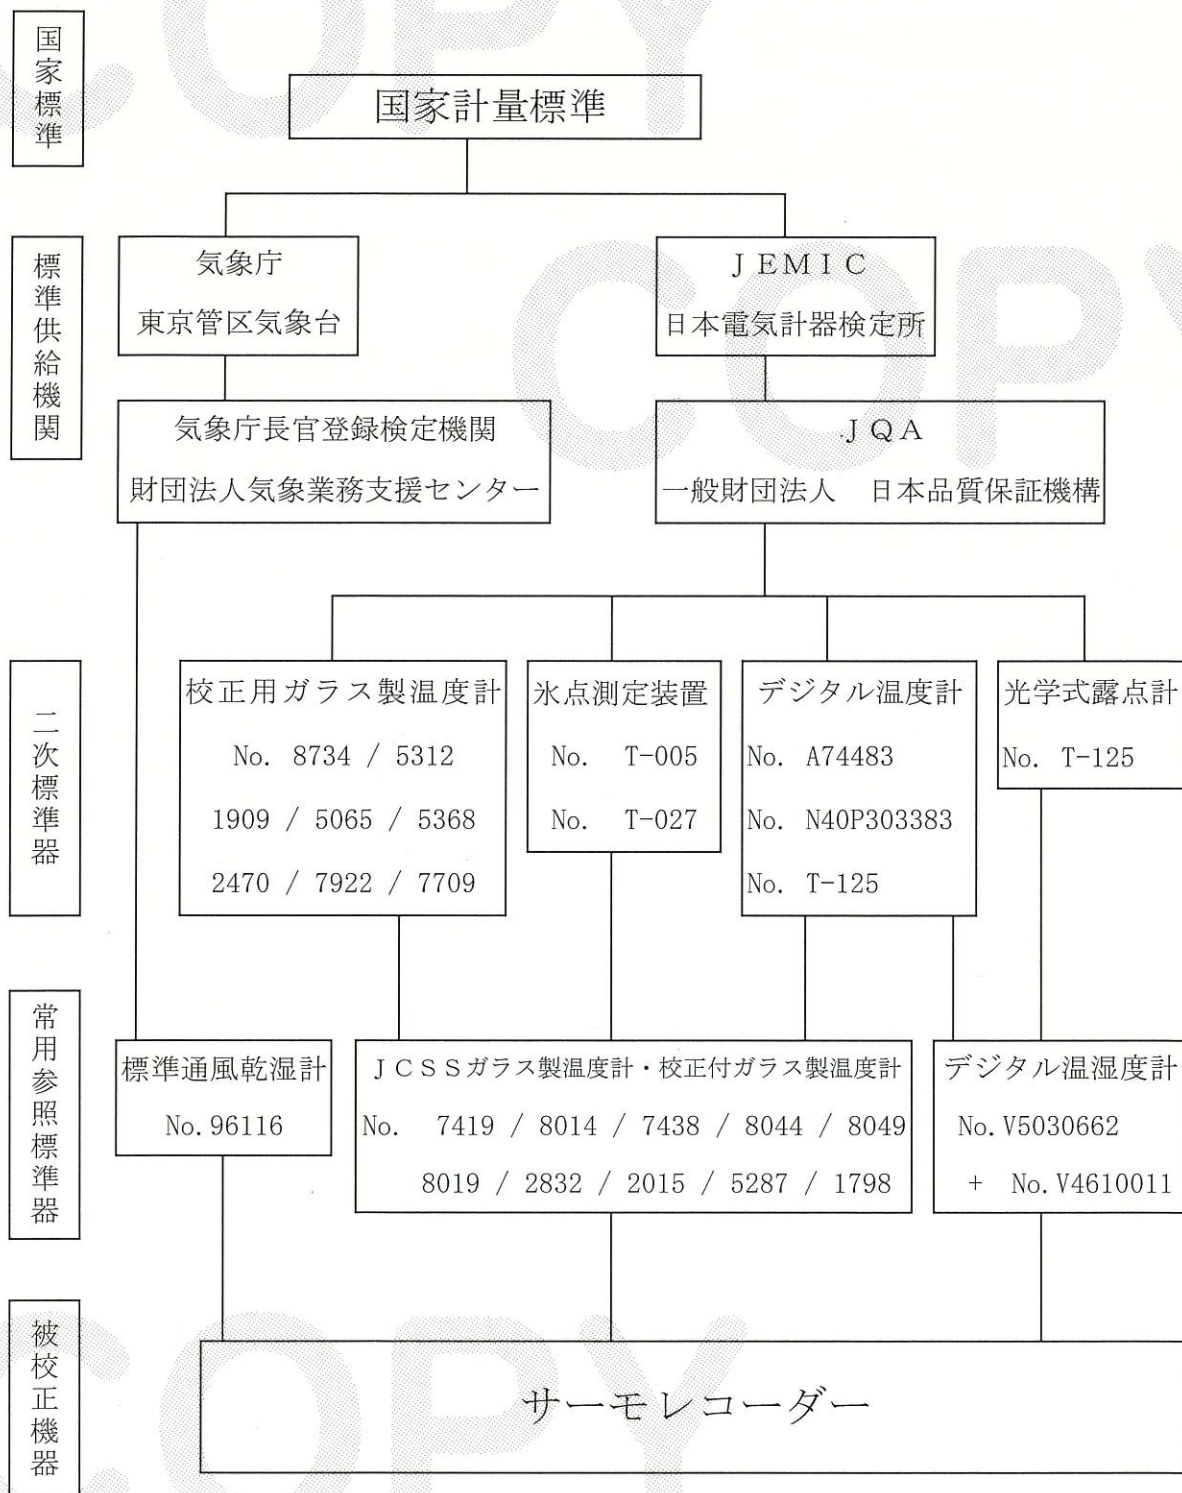 COPY
国家標準
国家計量標準
標準供給機関
気象庁
東京管区気象台
ＪＥＭＩＣ
日本電気計器検定所
COPY
気象庁長官登録検定機関
財団法人気象業務支援センター
ＪＱＡ
一般財団法人　日本品質保証機構
二次標準器
校正用ガラス製温度計
No. 8734 / 5312
1909 / 5065 / 5368
2470 / 7922 / 7709
氷点測定装置
No. T-005
No. T-027
デジタル温度計
No. A74483
No. N40P303383
No. T-125
光学式露点計
No. T-125
常用参照標準器
標準通風乾湿計
No.96116
ＪＣＳＳガラス製温度計・校正付ガラス製温度計
No. 7419 / 8014 / 7438 / 8044 / 8049
8019 / 2832 / 2015 / 5287 / 1798
デジタル温湿度計
No.V5030662
+ No.V4610011
被校正機器
サーモレコーダー
COPY